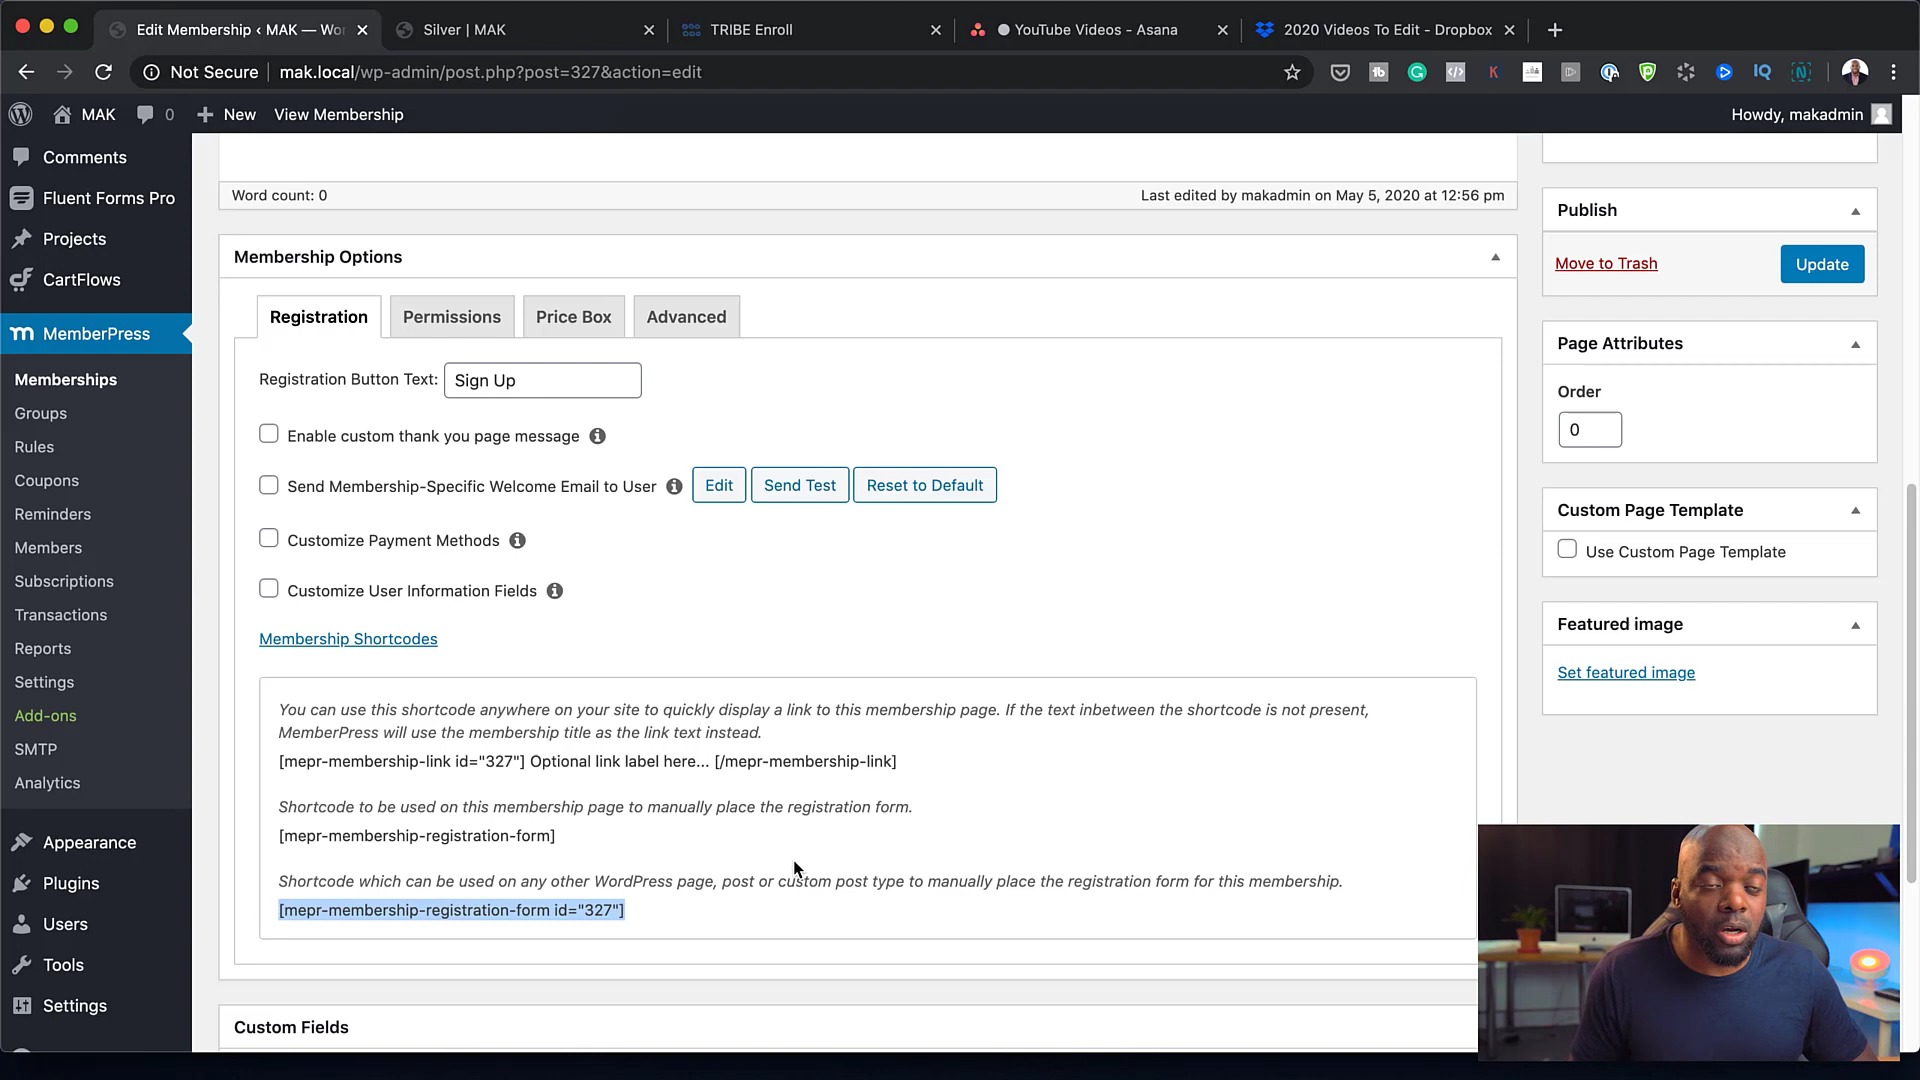 Edit Membership ‹ MAK — Wor
Silver | MAK
TRIBE Enroll
YouTube Videos - Asana
2020 Videos To Edit - Dropbox
Not Secure
mak.local/wp-admin/post.php?post=327&action=edit
MAK
0
New
View Membership
Howdy, makadmin
Comments
Fluent Forms Pro
Projects
CartFlows
MemberPress
Memberships
Groups
Rules
Coupons
Reminders
Members
Subscriptions
Transactions
Reports
Settings
Add-ons
SMTP
Analytics
Appearance
Plugins
Users
Tools
Settings
Word count: 0
Last edited by makadmin on May 5, 2020 at 12:56 pm
Membership Options
Registration
Permissions
Price Box
Advanced
Registration Button Text:
Sign Up
Enable custom thank you page message
Send Membership-Specific Welcome Email to User
Edit
Send Test
Reset to Default
Customize Payment Methods
Customize User Information Fields
Membership Shortcodes
You can use this shortcode anywhere on your site to quickly display a link to this membership page. If the text inbetween the shortcode is not present,
MemberPress will use the membership title as the link text instead.
[mepr-membership-link id="327"] Optional link label here... [/mepr-membership-link]
Shortcode to be used on this membership page to manually place the registration form.
[mepr-membership-registration-form]
Shortcode which can be used on any other WordPress page, post or custom post type to manually place the registration form for this membership.
[mepr-membership-registration-form id="327"]
Custom Fields
Publish
Move to Trash
Update
Page Attributes
Order
0
Custom Page Template
Use Custom Page Template
Featured image
Set featured image